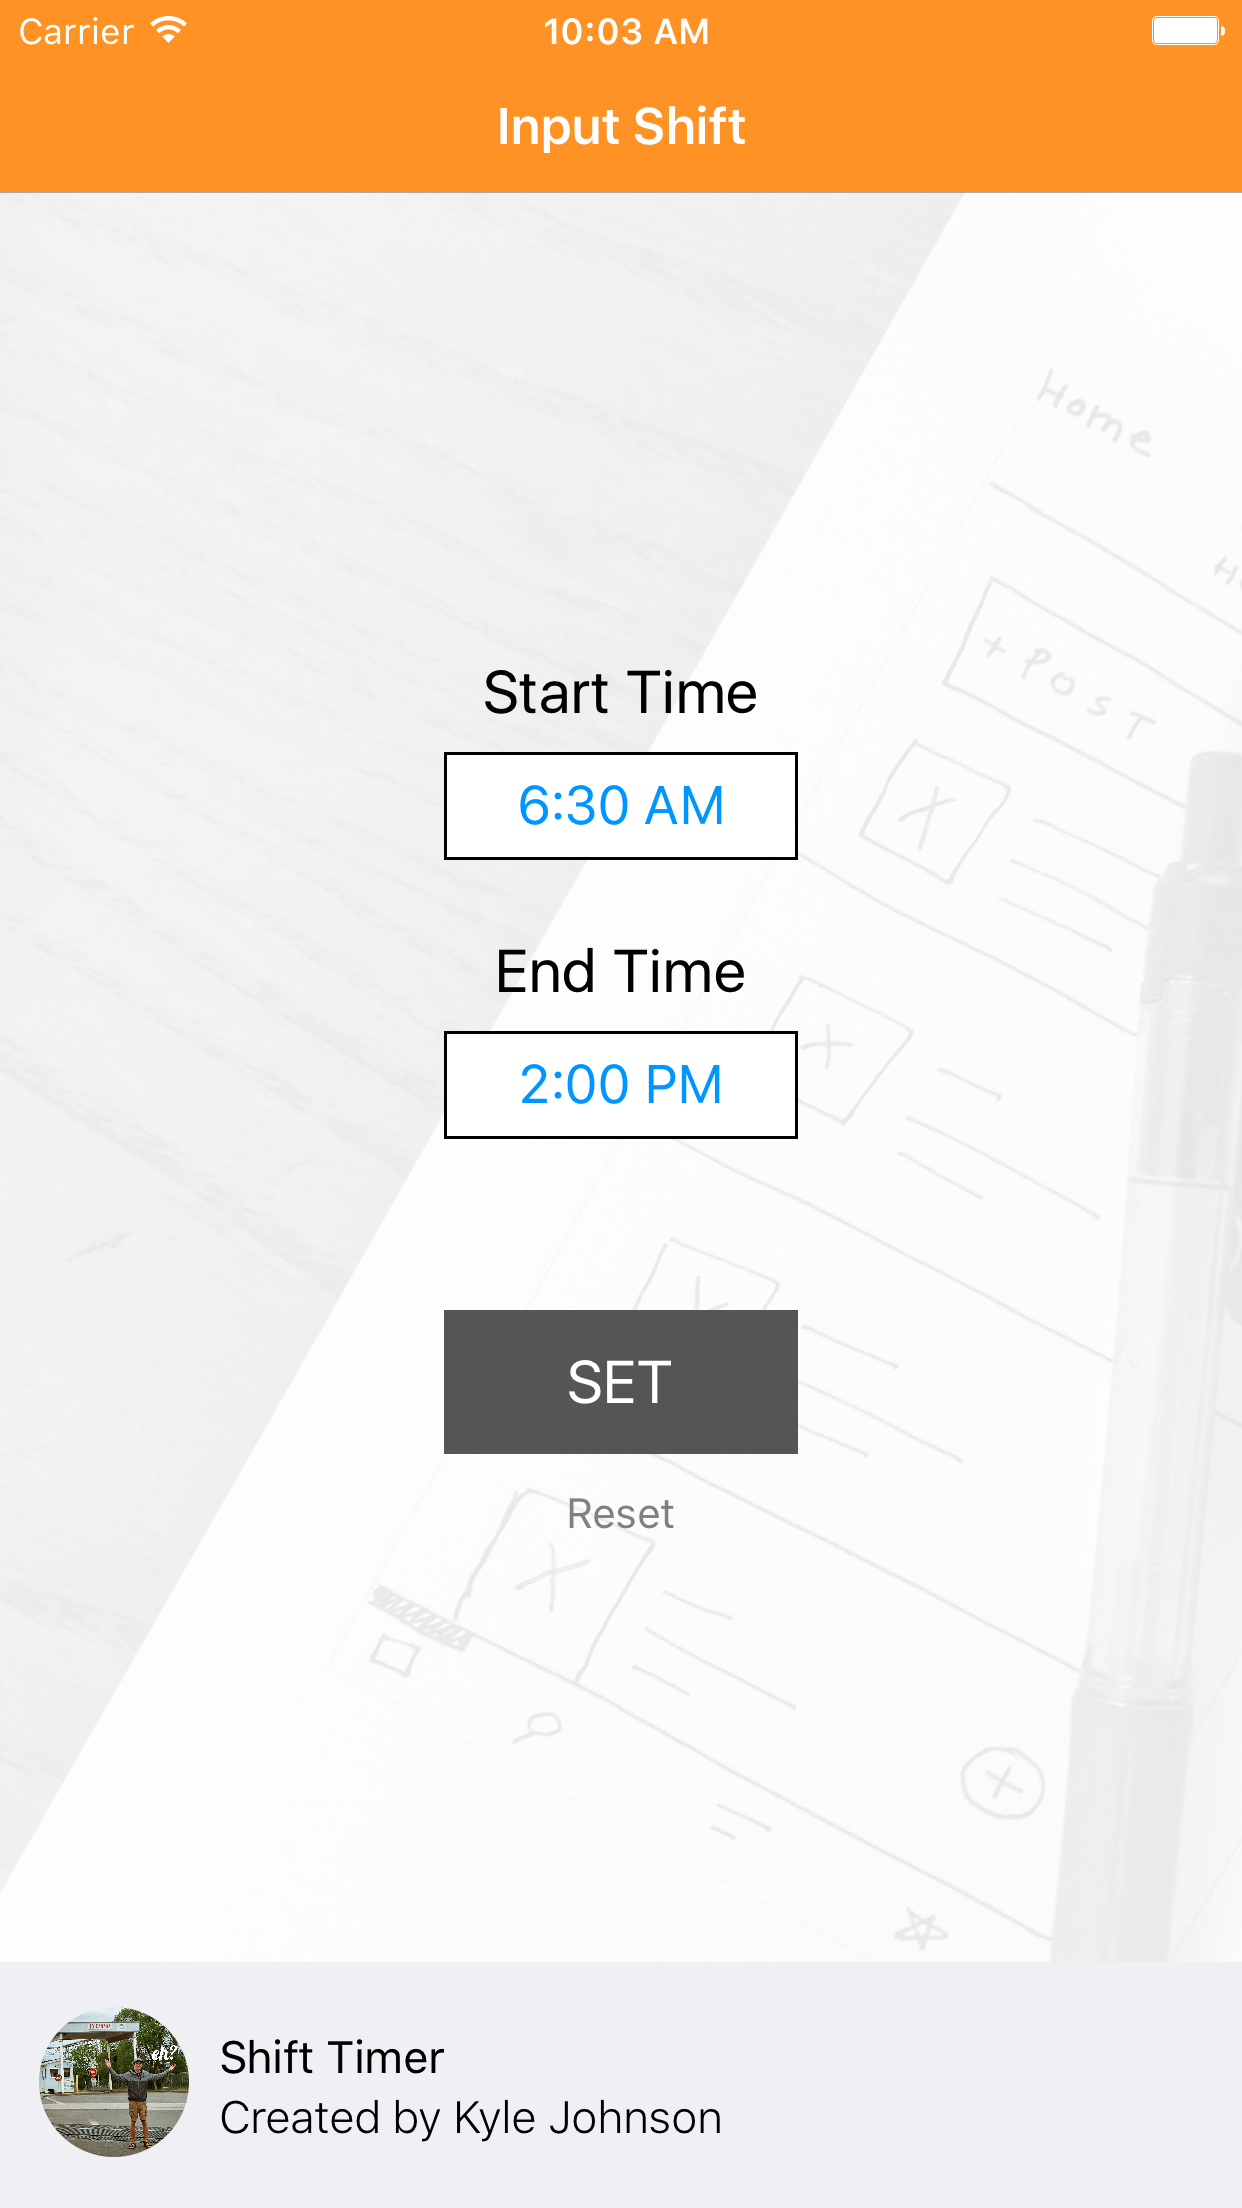 Carrier 10:03 AM
Input Shift
Home
+ POST
Start Time
6:30 AM
End Time
2:00 PM
SET
Reset
eh?
Shift Timer
Created by Kyle Johnson